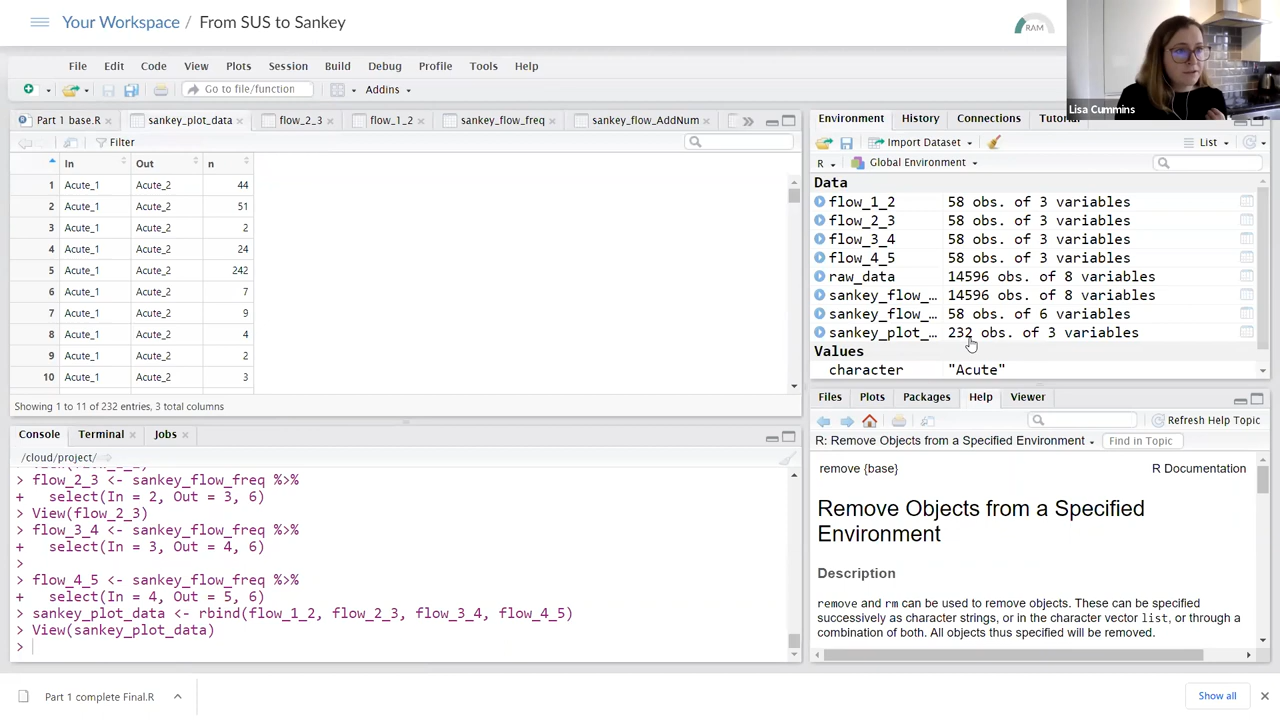 Your Workspace / From SUS to Sankey
RAM
Lisa Cummins
File Edit Code View Plots Session Build Debug Profile Tools Help
Go to file/function Addins
Part 1 base.R sankey_plot_data flow_2_3 flow_1_2 sankey_flow_freq sankey_flow_AddNum
Filter
In Out n
1 Acute_1 Acute_2 44
2 Acute_1 Acute_2 51
3 Acute_1 Acute_2 2
4 Acute_1 Acute_2 24
5 Acute_1 Acute_2 242
6 Acute_1 Acute_2 7
7 Acute_1 Acute_2 9
8 Acute_1 Acute_2 4
9 Acute_1 Acute_2 2
10 Acute_1 Acute_2 3
Showing 1 to 11 of 232 entries, 3 total columns
Console Terminal Jobs
/cloud/project/
> flow_2_3 <- sankey_flow_freq %>%
+ select(In = 2, Out = 3, 6)
> View(flow_2_3)
> flow_3_4 <- sankey_flow_freq %>%
+ select(In = 3, Out = 4, 6)
>
> flow_4_5 <- sankey_flow_freq %>%
+ select(In = 4, Out = 5, 6)
> sankey_plot_data <- rbind(flow_1_2, flow_2_3, flow_3_4, flow_4_5)
> View(sankey_plot_data)
>
Environment History Connections
Import Dataset List
R Global Environment
Data
flow_1_2 58 obs. of 3 variables
flow_2_3 58 obs. of 3 variables
flow_3_4 58 obs. of 3 variables
flow_4_5 58 obs. of 3 variables
raw_data 14596 obs. of 8 variables
sankey_flow_… 14596 obs. of 8 variables
sankey_flow_… 58 obs. of 6 variables
sankey_plot_… 232 obs. of 3 variables
Values
character "Acute"
Files Plots Packages Help Viewer
Refresh Help Topic
R: Remove Objects from a Specified Environment Find in Topic
remove {base} R Documentation
Remove Objects from a Specified
Environment
Description
remove and rm can be used to remove objects. These can be specified
successively as character strings, or in the character vector list, or through a
combination of both. All objects thus specified will be removed.
Part 1 complete Final.R
Show all